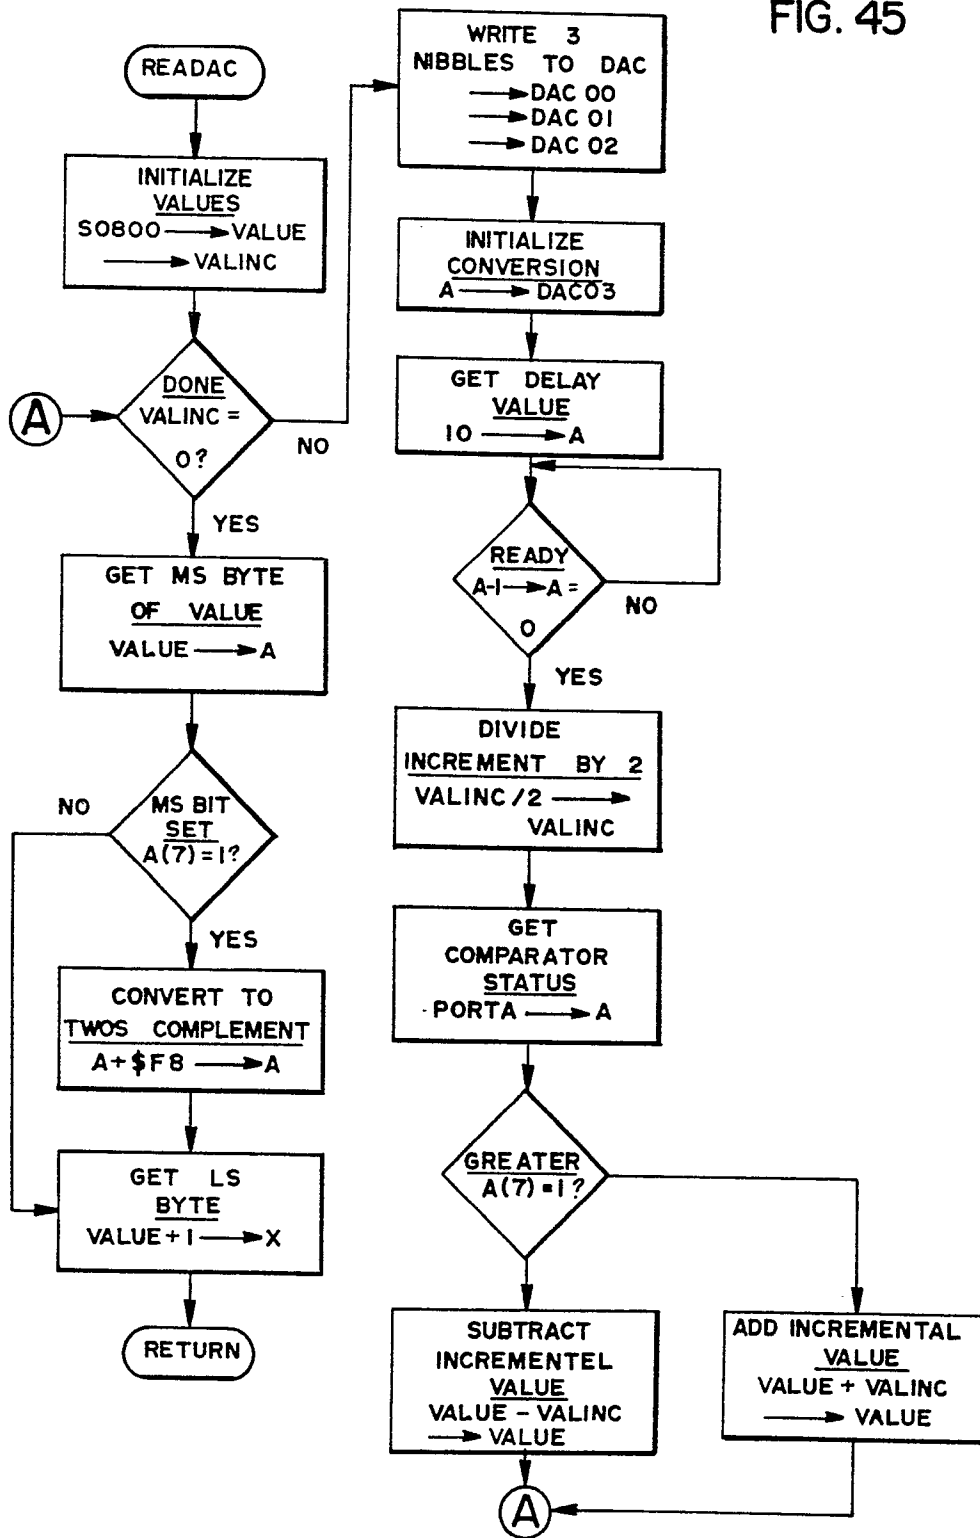 FIG. 45
READAC
INITIALIZE
VALUES
S0800 → VALUE
→ VALINC
A
DONE
VALINC =
0?
NO
YES
GET MS BYTE
OF VALUE
VALUE → A
MS BIT
SET
A(7)=1?
NO
YES
CONVERT TO
TWOS COMPLEMENT
A+$F8 → A
GET LS
BYTE
VALUE+1 → X
RETURN
WRITE 3
NIBBLES TO DAC
→ DAC 00
→ DAC 01
→ DAC 02
INITIALIZE
CONVERSION
A → DAC03
GET DELAY
VALUE
10 → A
READY
A-1 → A =
0
NO
YES
DIVIDE
INCREMENT BY 2
VALINC/2 →
VALINC
GET
COMPARATOR
STATUS
PORTA → A
GREATER
A(7)=1?
SUBTRACT
INCREMENTEL
VALUE
VALUE - VALINC
→ VALUE
ADD INCREMENTAL
VALUE
VALUE + VALINC
→ VALUE
A